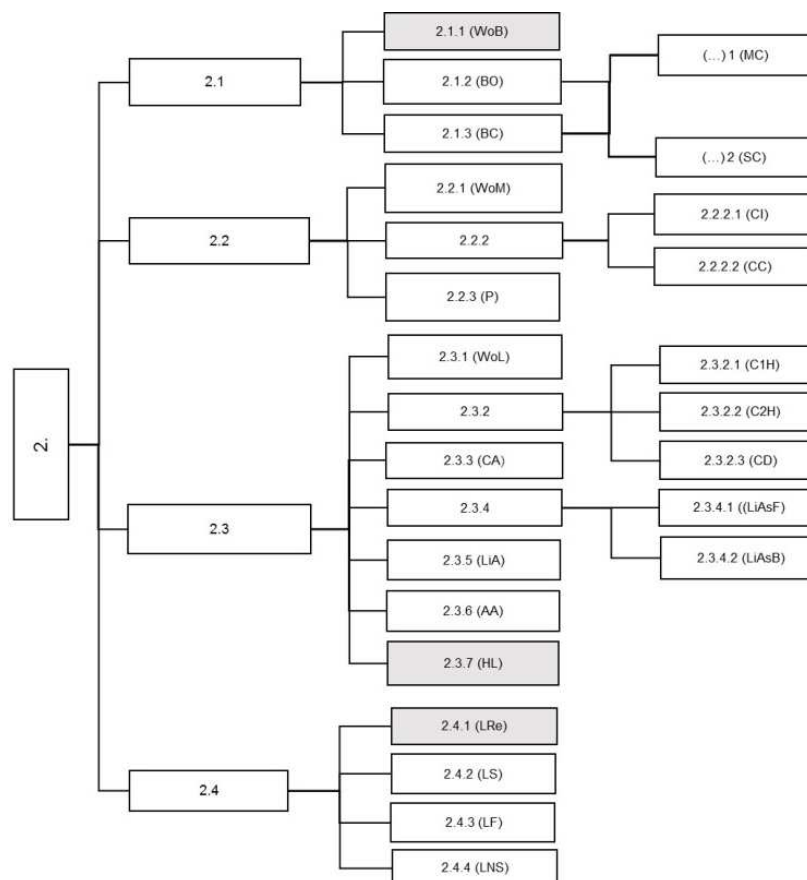 2.
2.1
2.1.1 (WoB)
2.1.2 (BO)
2.1.3 (BC)
(...) 1 (MC)
(...) 2 (SC)
2.2
2.2.1 (WoM)
2.2.2
2.2.2.1 (CI)
2.2.2.2 (CC)
2.2.3 (P)
2.3
2.3.1 (WoL)
2.3.2
2.3.2.1 (C1H)
2.3.2.2 (C2H)
2.3.2.3 (CD)
2.3.3 (CA)
2.3.4
2.3.4.1 ((LiAsF)
2.3.4.2 (LiAsB)
2.3.5 (LiA)
2.3.6 (AA)
2.3.7 (HL)
2.4
2.4.1 (LRe)
2.4.2 (LS)
2.4.3 (LF)
2.4.4 (LNS)